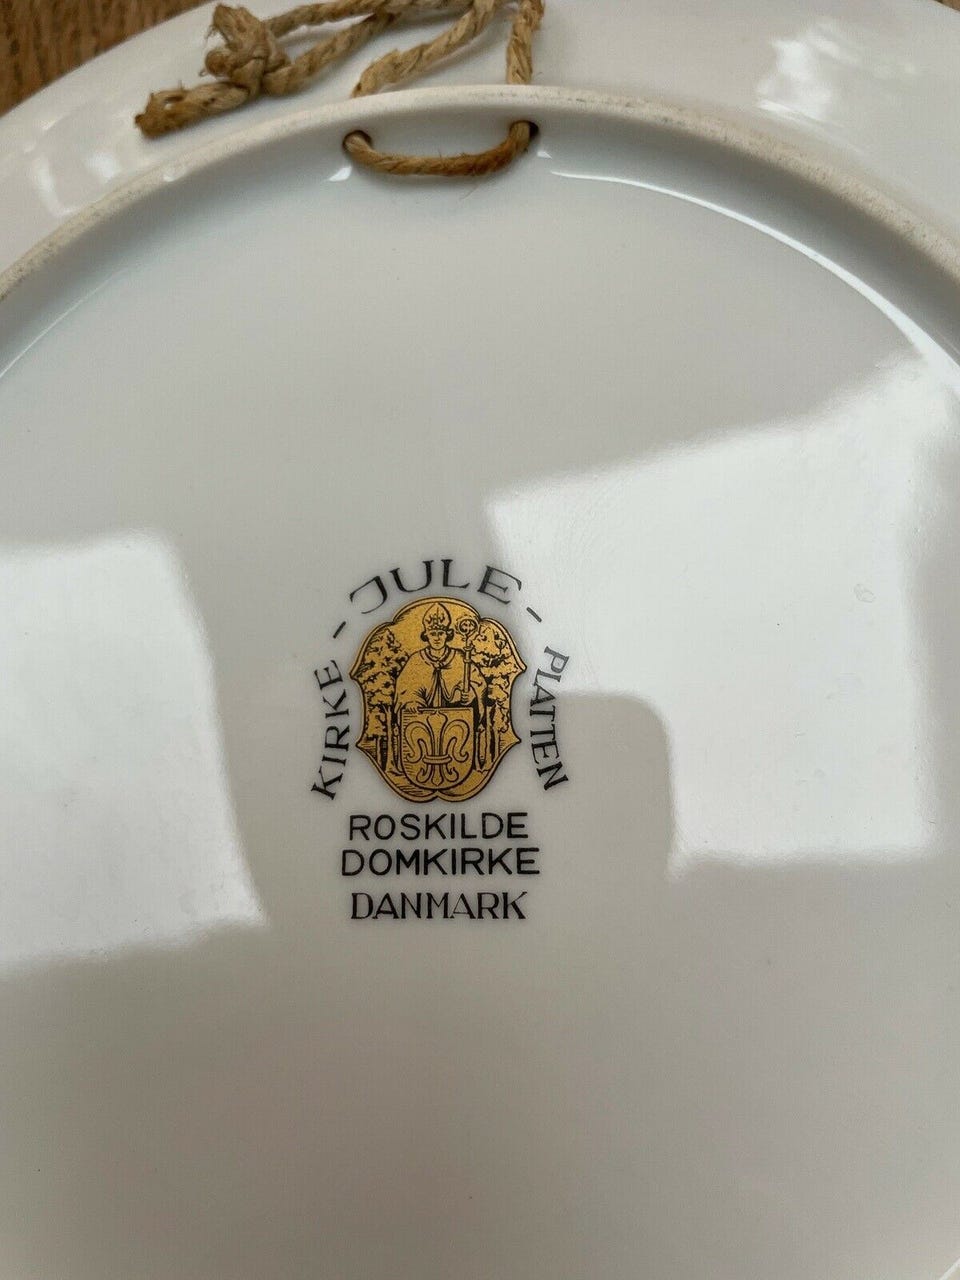 KIRKE - JULE - PLATTEN
ROSKILDE
DOMKIRKE
DANMARK